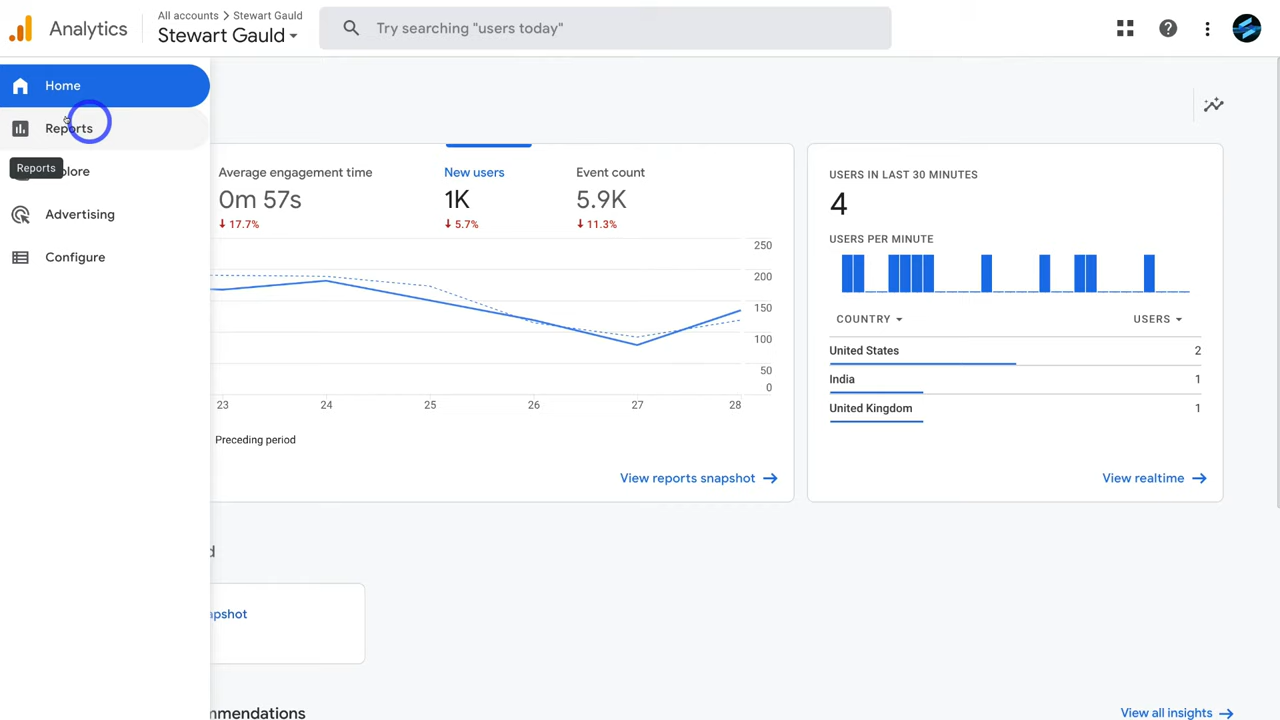 Analytics
All accounts > Stewart Gauld
Stewart Gauld
Try searching "users today"
Home
Reports
Reports
plore
Advertising
Configure
Average engagement time
0m 57s
17.7%
New users
1K
5.7%
Event count
5.9K
11.3%
250
200
150
100
50
0
23
24
25
26
27
28
Preceding period
View reports snapshot
USERS IN LAST 30 MINUTES
4
USERS PER MINUTE
COUNTRY
USERS
United States
2
India
1
United Kingdom
1
View realtime
d
apshot
mmendations
View all insights